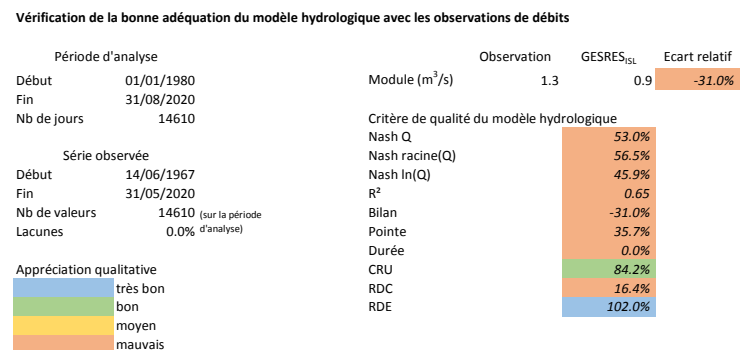 Vérification de la bonne adéquation du modèle hydrologique avec les observations de débits
Période d'analyse
Début 01/01/1980
Fin 31/08/2020
Nb de jours 14610
Série observée
Début 14/06/1967
Fin 31/05/2020
Nb de valeurs 14610 (sur la période
Lacunes 0.0% d'analyse)
Appréciation qualitative
très bon
bon
moyen
mauvais
Observation GESRES_ISL Ecart relatif
Module (m³/s) 1.3 0.9 -31.0%
Critère de qualité du modèle hydrologique
Nash Q 53.0%
Nash racine(Q) 56.5%
Nash ln(Q) 45.9%
R² 0.65
Bilan -31.0%
Pointe 35.7%
Durée 0.0%
CRU 84.2%
RDC 16.4%
RDE 102.0%